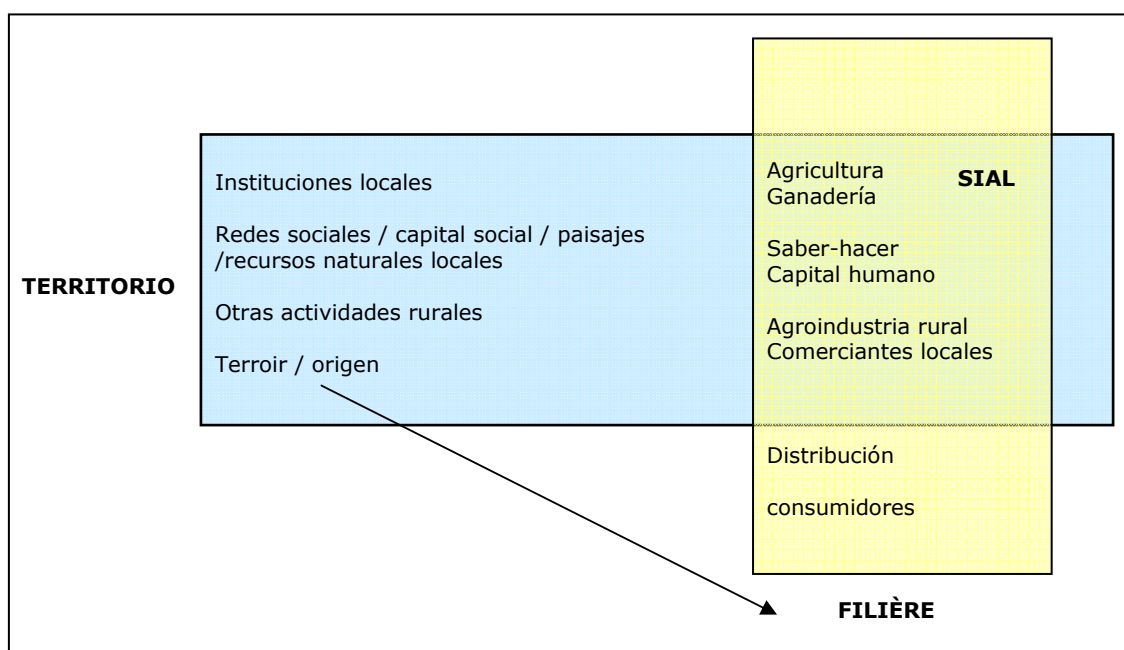 TERRITORIO
Instituciones locales
Redes sociales / capital social / paisajes
/recursos naturales locales
Otras actividades rurales
Terroir / origen
SIAL
Agricultura
Ganadería
Saber-hacer
Capital humano
Agroindustria rural
Comerciantes locales
Distribución
consumidores
FILIÈRE